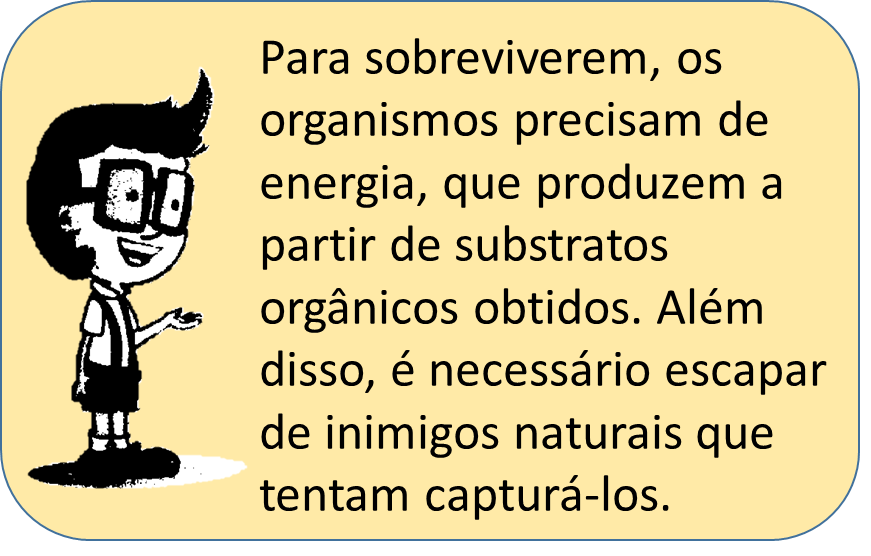 Para sobreviverem, os
organismos precisam de
energia, que produzem a
partir de substratos
orgânicos obtidos. Além
disso, é necessário escapar
de inimigos naturais que
tentam capturá-los.